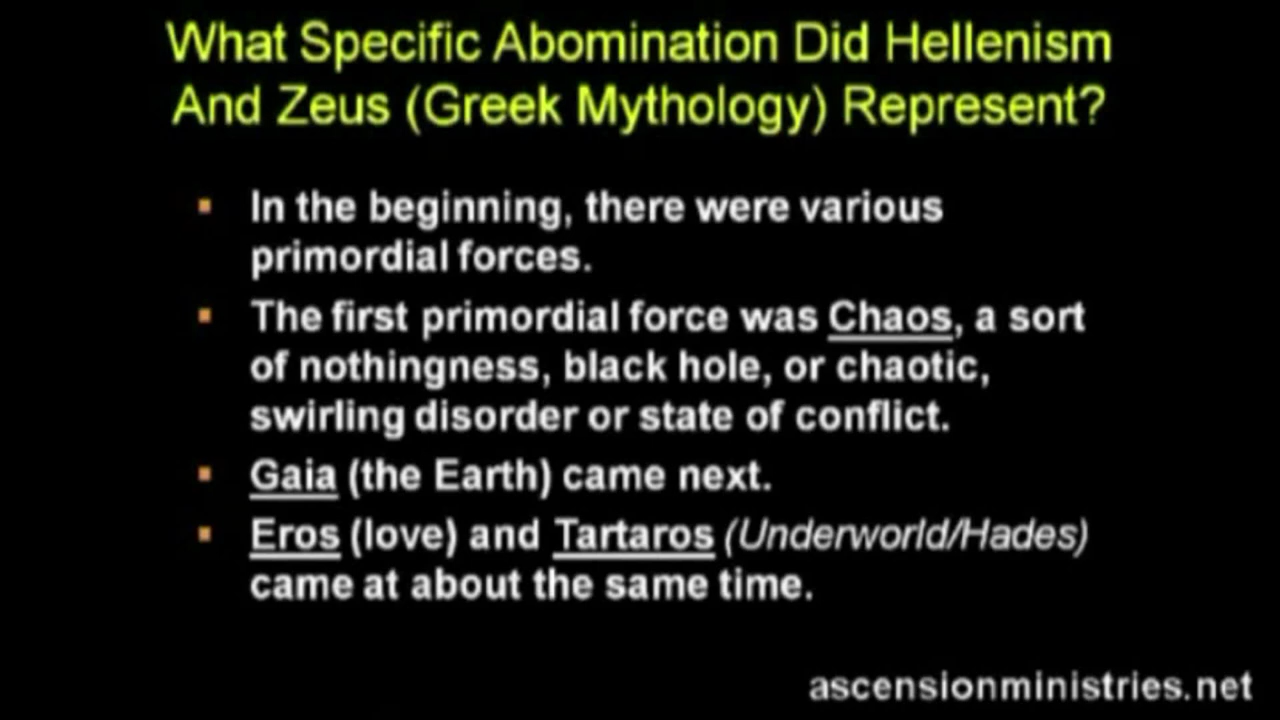 What Specific Abomination Did Hellenism
And Zeus (Greek Mythology) Represent?
▪ In the beginning, there were various
primordial forces.
▪ The first primordial force was Chaos, a sort
of nothingness, black hole, or chaotic,
swirling disorder or state of conflict.
▪ Gaia (the Earth) came next.
▪ Eros (love) and Tartaros (Underworld/Hades)
came at about the same time.
ascensionministries.net